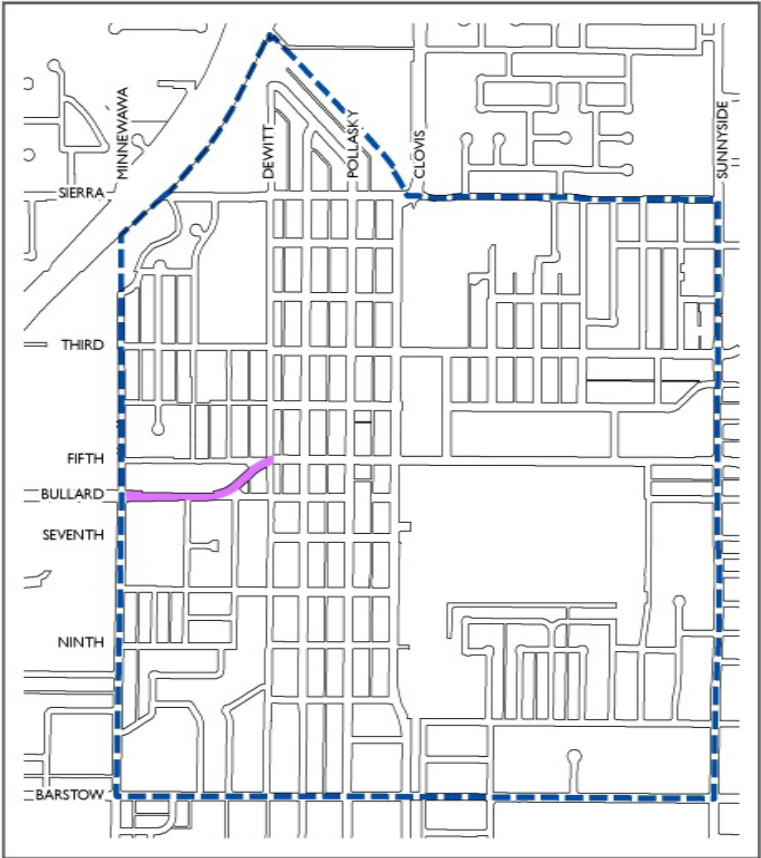 MINNEWAWA
DEWITT
POLLASKY
CLOVIS
SUNNYSIDE
SIERRA
THIRD
FIFTH
BULLARD
SEVENTH
NINTH
BARSTOW